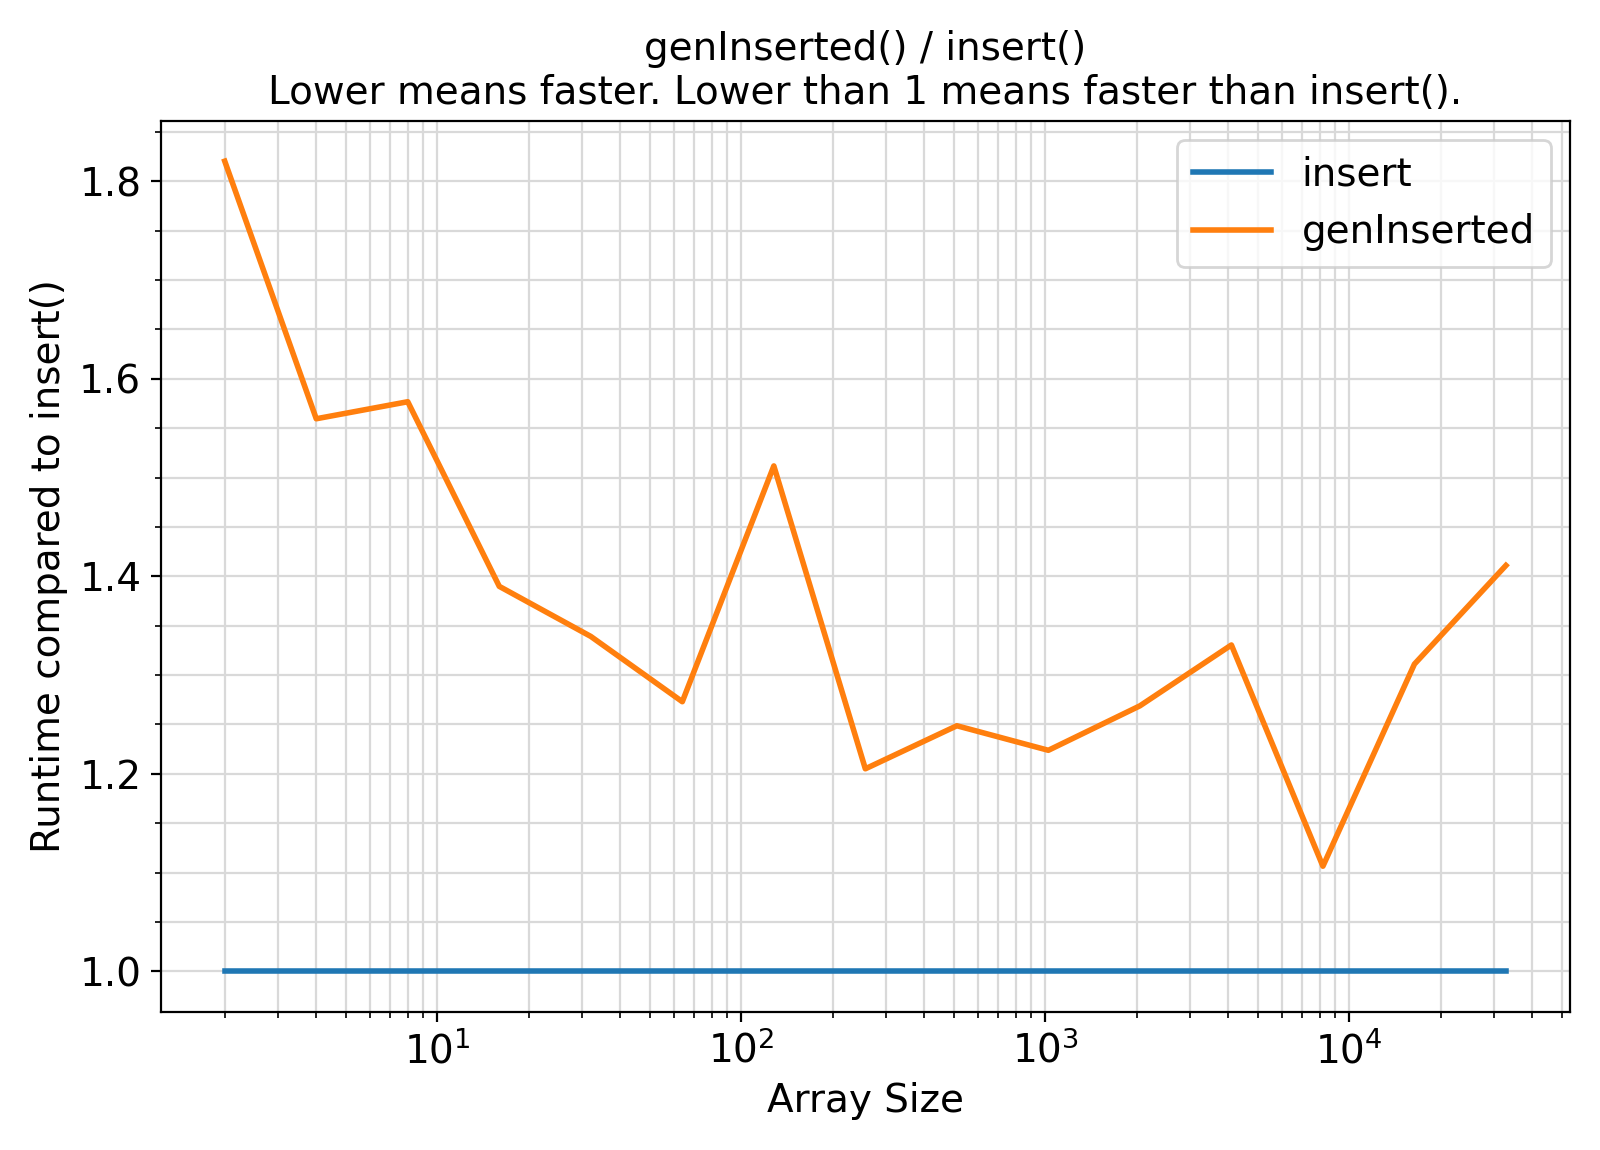 genInserted() / insert()
Lower means faster. Lower than 1 means faster than insert().
insert
genInserted
Runtime compared to insert()
1.8
1.6
1.4
1.2
1.0
10¹ 10² 10³ 10⁴
Array Size